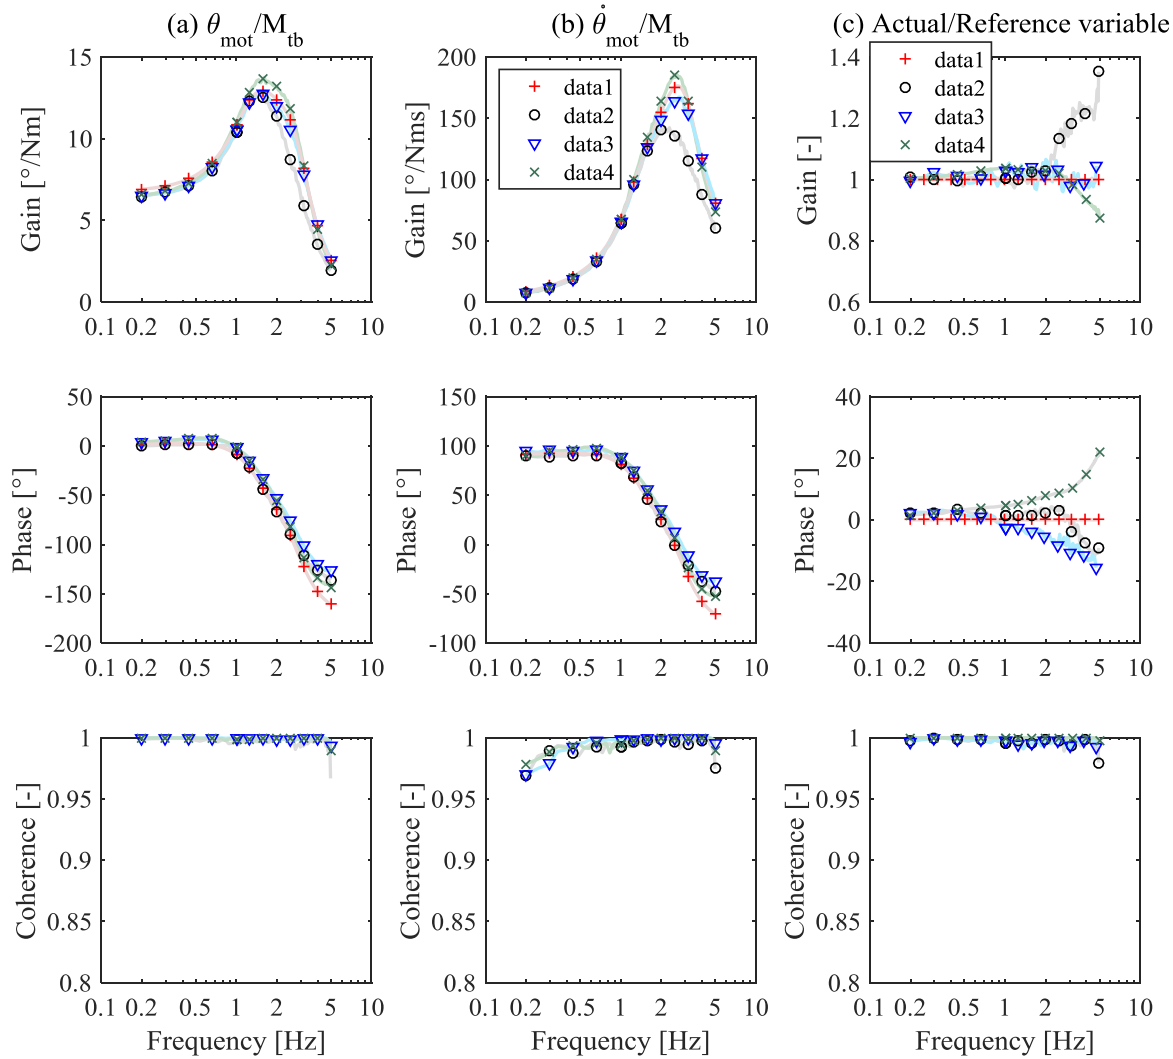 (a) θmot/Mtb
(b) θ̊mot/Mtb
(c) Actual/Reference variable
Gain [°/Nm]
15
10
5
0
0.1 0.2 0.5 1 2 5 10
Gain [°/Nms]
200
150
100
50
0
0.1 0.2 0.5 1 2 5 10
data1
data2
data3
data4
Gain [-]
1.4
1.2
1
0.8
0.6
0.1 0.2 0.5 1 2 5 10
data1
data2
data3
data4
Phase [°]
50
0
-50
-100
-150
-200
0.1 0.2 0.5 1 2 5 10
Phase [°]
150
100
50
0
-50
-100
0.1 0.2 0.5 1 2 5 10
Phase [°]
40
20
0
-20
-40
0.1 0.2 0.5 1 2 5 10
Coherence [-]
1
0.95
0.9
0.85
0.8
0.1 0.2 0.5 1 2 5 10
Frequency [Hz]
Coherence [-]
1
0.95
0.9
0.85
0.8
0.1 0.2 0.5 1 2 5 10
Frequency [Hz]
Coherence [-]
1
0.95
0.9
0.85
0.8
0.1 0.2 0.5 1 2 5 10
Frequency [Hz]